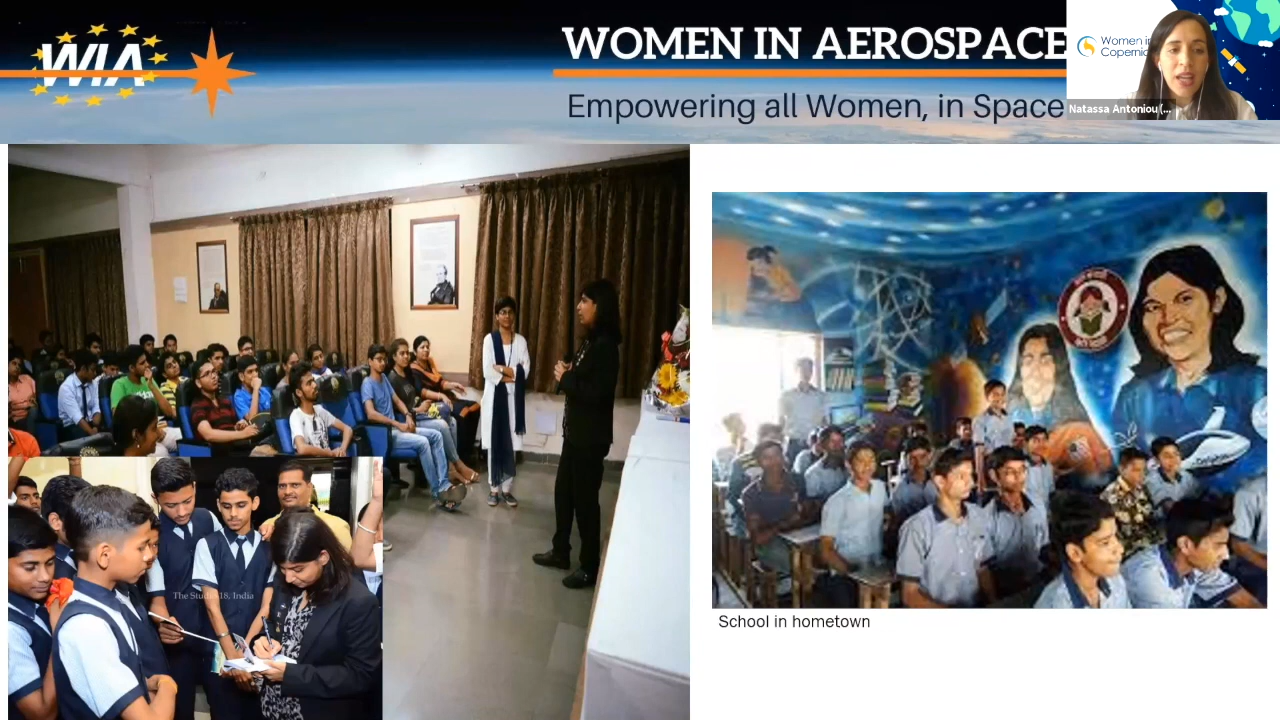 WIA
WOMEN IN AEROSPACE
Empowering all Women, in Space
Women in
Copernic
Natassa Antoniou (...
The Studio 18, India
School in hometown